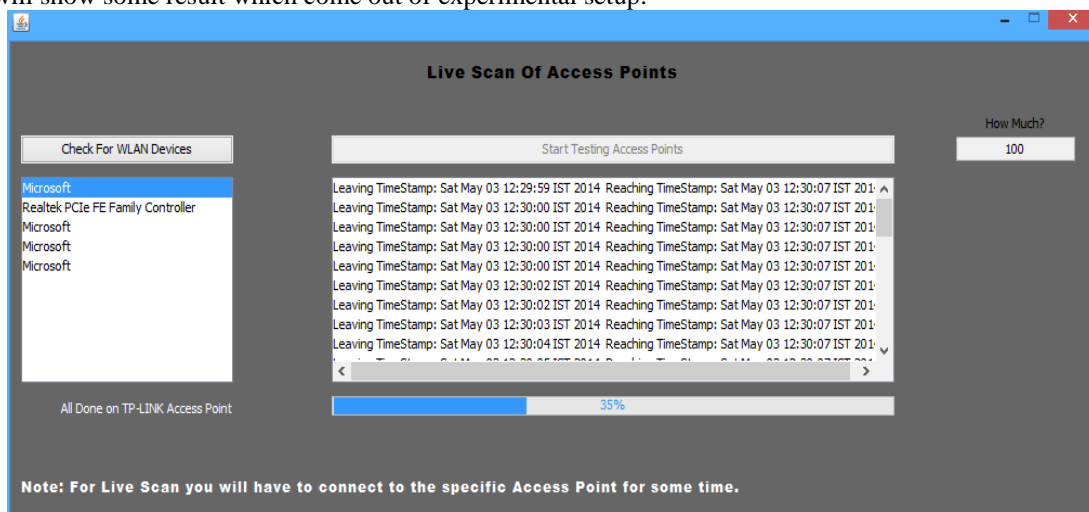 will show some result which come out of experimental setup.
Live Scan Of Access Points
How Much?
Check For WLAN Devices
Start Testing Access Points
100
Microsoft
Realtek PCIe FE Family Controller
Microsoft
Microsoft
Microsoft
Leaving TimeStamp: Sat May 03 12:29:59 IST 2014 Reaching TimeStamp: Sat May 03 12:30:07 IST 201
Leaving TimeStamp: Sat May 03 12:30:00 IST 2014 Reaching TimeStamp: Sat May 03 12:30:07 IST 201
Leaving TimeStamp: Sat May 03 12:30:00 IST 2014 Reaching TimeStamp: Sat May 03 12:30:07 IST 201
Leaving TimeStamp: Sat May 03 12:30:00 IST 2014 Reaching TimeStamp: Sat May 03 12:30:07 IST 201
Leaving TimeStamp: Sat May 03 12:30:00 IST 2014 Reaching TimeStamp: Sat May 03 12:30:07 IST 201
Leaving TimeStamp: Sat May 03 12:30:02 IST 2014 Reaching TimeStamp: Sat May 03 12:30:07 IST 201
Leaving TimeStamp: Sat May 03 12:30:02 IST 2014 Reaching TimeStamp: Sat May 03 12:30:07 IST 201
Leaving TimeStamp: Sat May 03 12:30:03 IST 2014 Reaching TimeStamp: Sat May 03 12:30:07 IST 201
Leaving TimeStamp: Sat May 03 12:30:04 IST 2014 Reaching TimeStamp: Sat May 03 12:30:07 IST 201
All Done on TP-LINK Access Point
35%
Note: For Live Scan you will have to connect to the specific Access Point for some time.